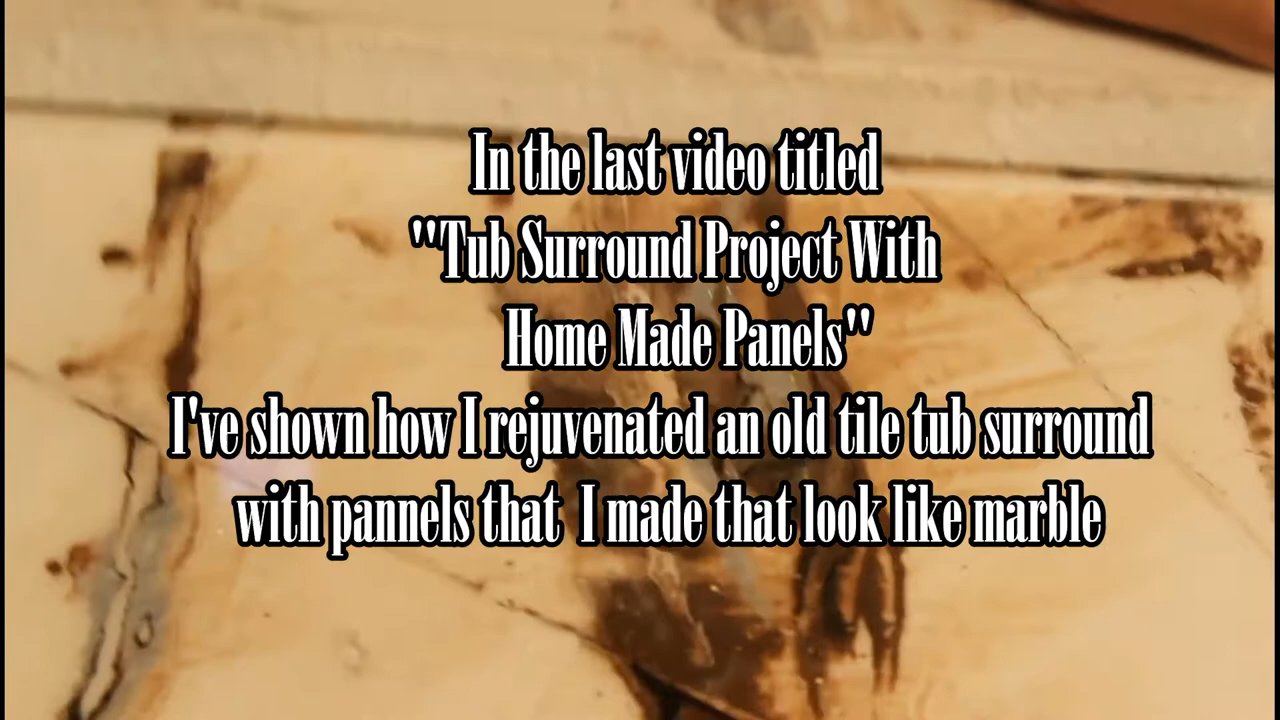 In the last video titled
"Tub Surround Project With
Home Made Panels"
I've shown how I rejuvenated an old tile tub surround
with pannels that I made that look like marble